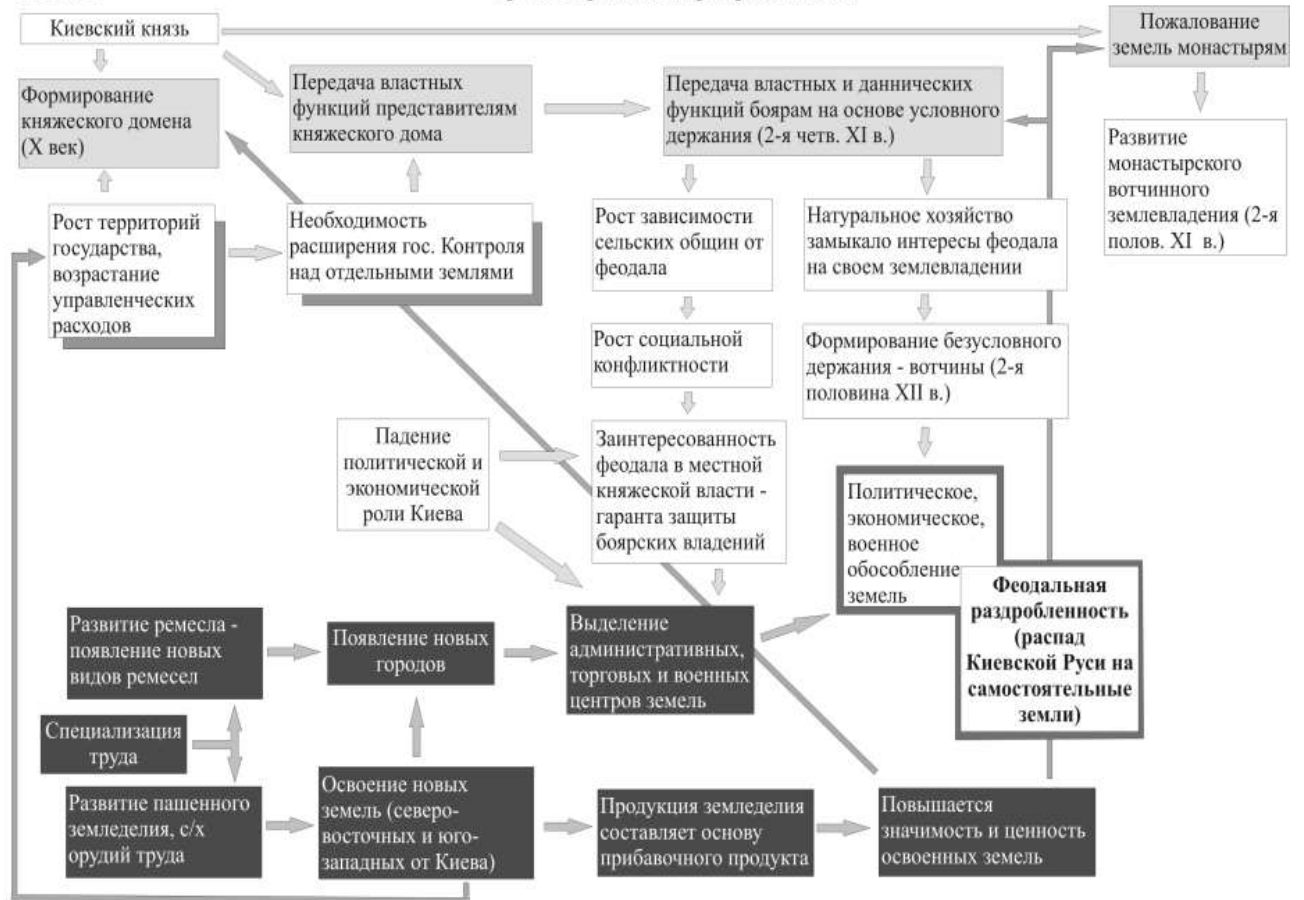 Киевский князь
Пожалование
земель монастырям
Формирование
княжеского домена
(X век)
Передача властных
функций представителям
княжеского дома
Передача властных и даннических
функций боярам на основе условного
держания (2-я четв. XI в.)
Развитие
монастырского
вотчинного
землевладения (2-я
полов. XI в.)
Рост территорий
государства,
возрастание
управленческих
расходов
Необходимость
расширения гос. Контроля
над отдельными землями
Рост зависимости
сельских общин от
феодала
Натуральное хозяйство
замыкало интересы феодала
на своем землевладении
Рост социальной
конфликтности
Формирование безусловного
держания - вотчины (2-я
половина XII в.)
Падение
политической и
экономической
роли Киева
Заинтересованность
феодала в местной
княжеской власти -
гаранта защиты
боярских владений
Политическое,
экономическое,
военное
обособление
земель
Феодальная
раздробленность
(распад
Киевской Руси на
самостоятельные
земли)
Развитие ремесла -
появление новых
видов ремесел
Появление новых
городов
Выделение
административных,
торговых и военных
центров земель
Специализация
труда
Развитие пашенного
земледелия, с/х
орудий труда
Освоение новых
земель (северо-
восточных и юго-
западных от Киева)
Продукция земледелия
составляет основу
прибавочного продукта
Повышается
значимость и ценность
освоенных земель